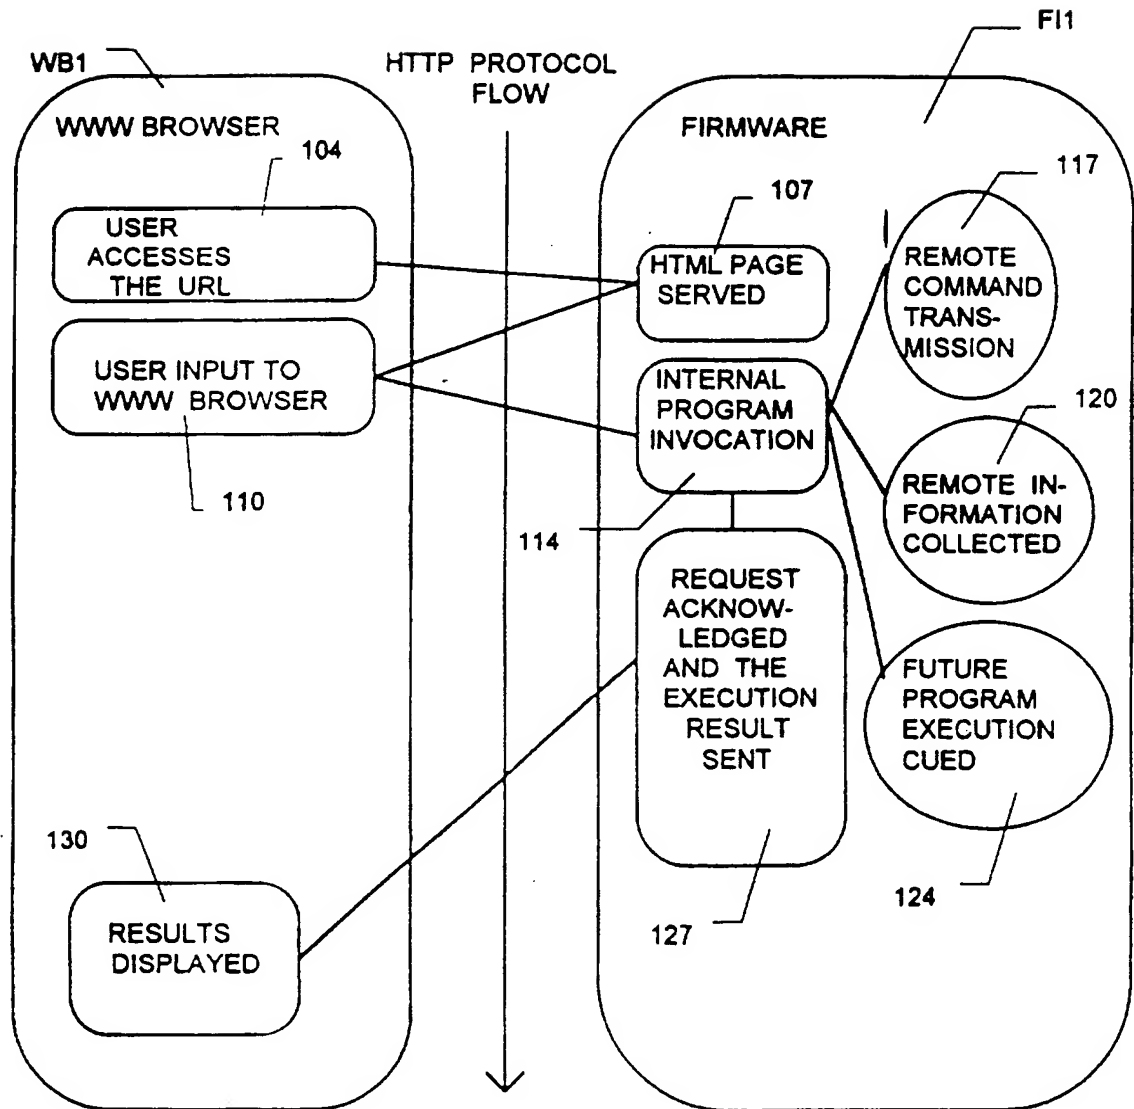 WB1
WWW BROWSER
104
USER
ACCESSES
THE URL
USER INPUT TO
WWW BROWSER
110
130
RESULTS
DISPLAYED
HTTP PROTOCOL
FLOW
FI1
FIRMWARE
107
HTML PAGE
SERVED
INTERNAL
PROGRAM
INVOCATION
114
REQUEST
ACKNOW-
LEDGED
AND THE
EXECUTION
RESULT
SENT
127
117
REMOTE
COMMAND
TRANS-
MISSION
120
REMOTE IN-
FORMATION
COLLECTED
FUTURE
PROGRAM
EXECUTION
CUED
124